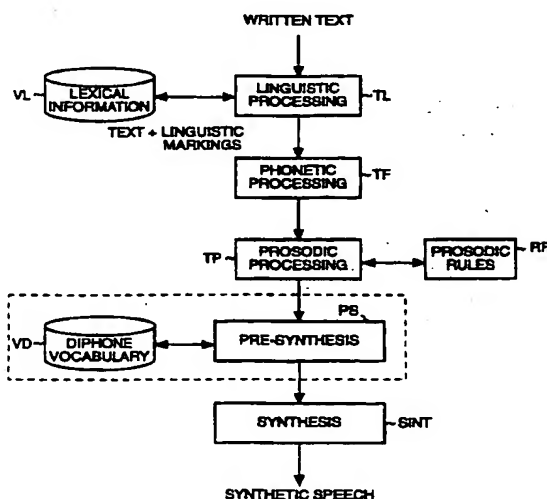 WRITTEN TEXT
VL
LEXICAL
INFORMATION
LINGUISTIC
PROCESSING
TL
TEXT + LINGUISTIC
MARKINGS
PHONETIC
PROCESSING
TF
TP
PROSODIC
PROCESSING
PROSODIC
RULES
RP
PS
VD
DIPHONE
VOCABULARY
PRE-SYNTHESIS
SYNTHESIS
SINT
SYNTHETIC SPEECH